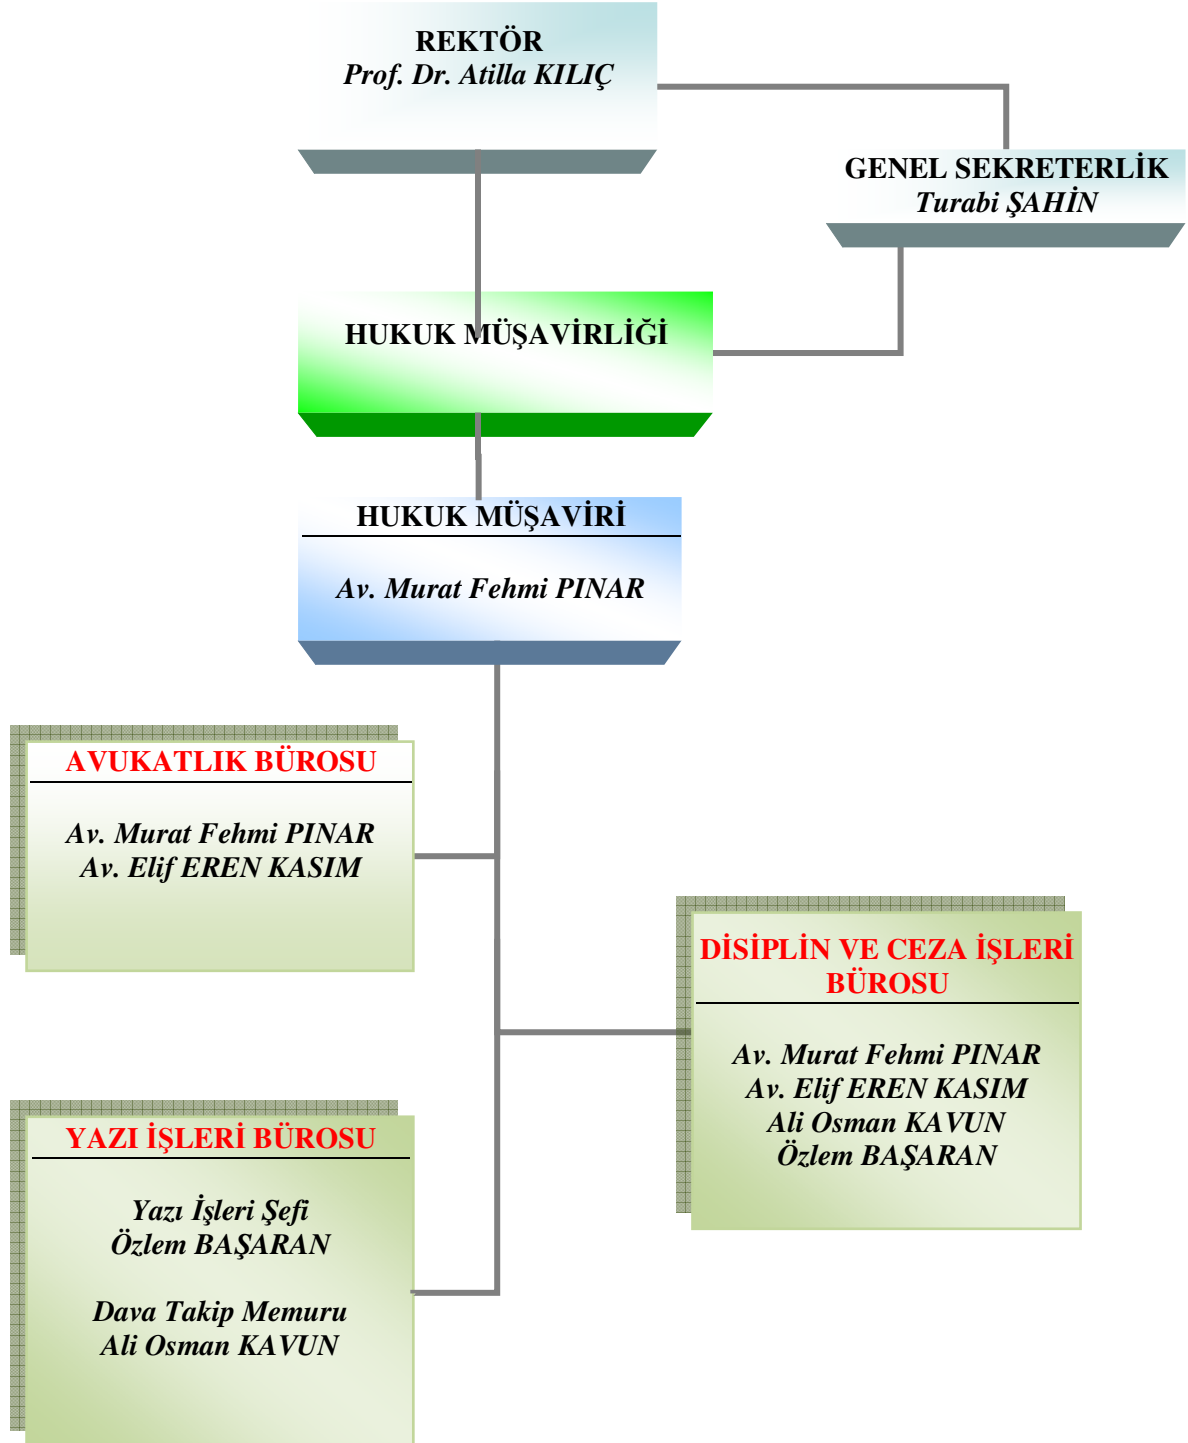 REKTÖR
Prof. Dr. Atilla KILIÇ
GENEL SEKRETERLİK
Turabi ŞAHİN
HUKUK MÜŞAVİRLİĞİ
HUKUK MÜŞAVİRİ
Av. Murat Fehmi PINAR
AVUKATLIK BÜROSU
Av. Murat Fehmi PINAR
Av. Elif EREN KASIM
DİSİPLİN VE CEZA İŞLERİ
BÜROSU
Av. Murat Fehmi PINAR
Av. Elif EREN KASIM
Ali Osman KAVUN
Özlem BAŞARAN
YAZI İŞLERİ BÜROSU
Yazı İşleri Şefi
Özlem BAŞARAN
Dava Takip Memuru
Ali Osman KAVUN